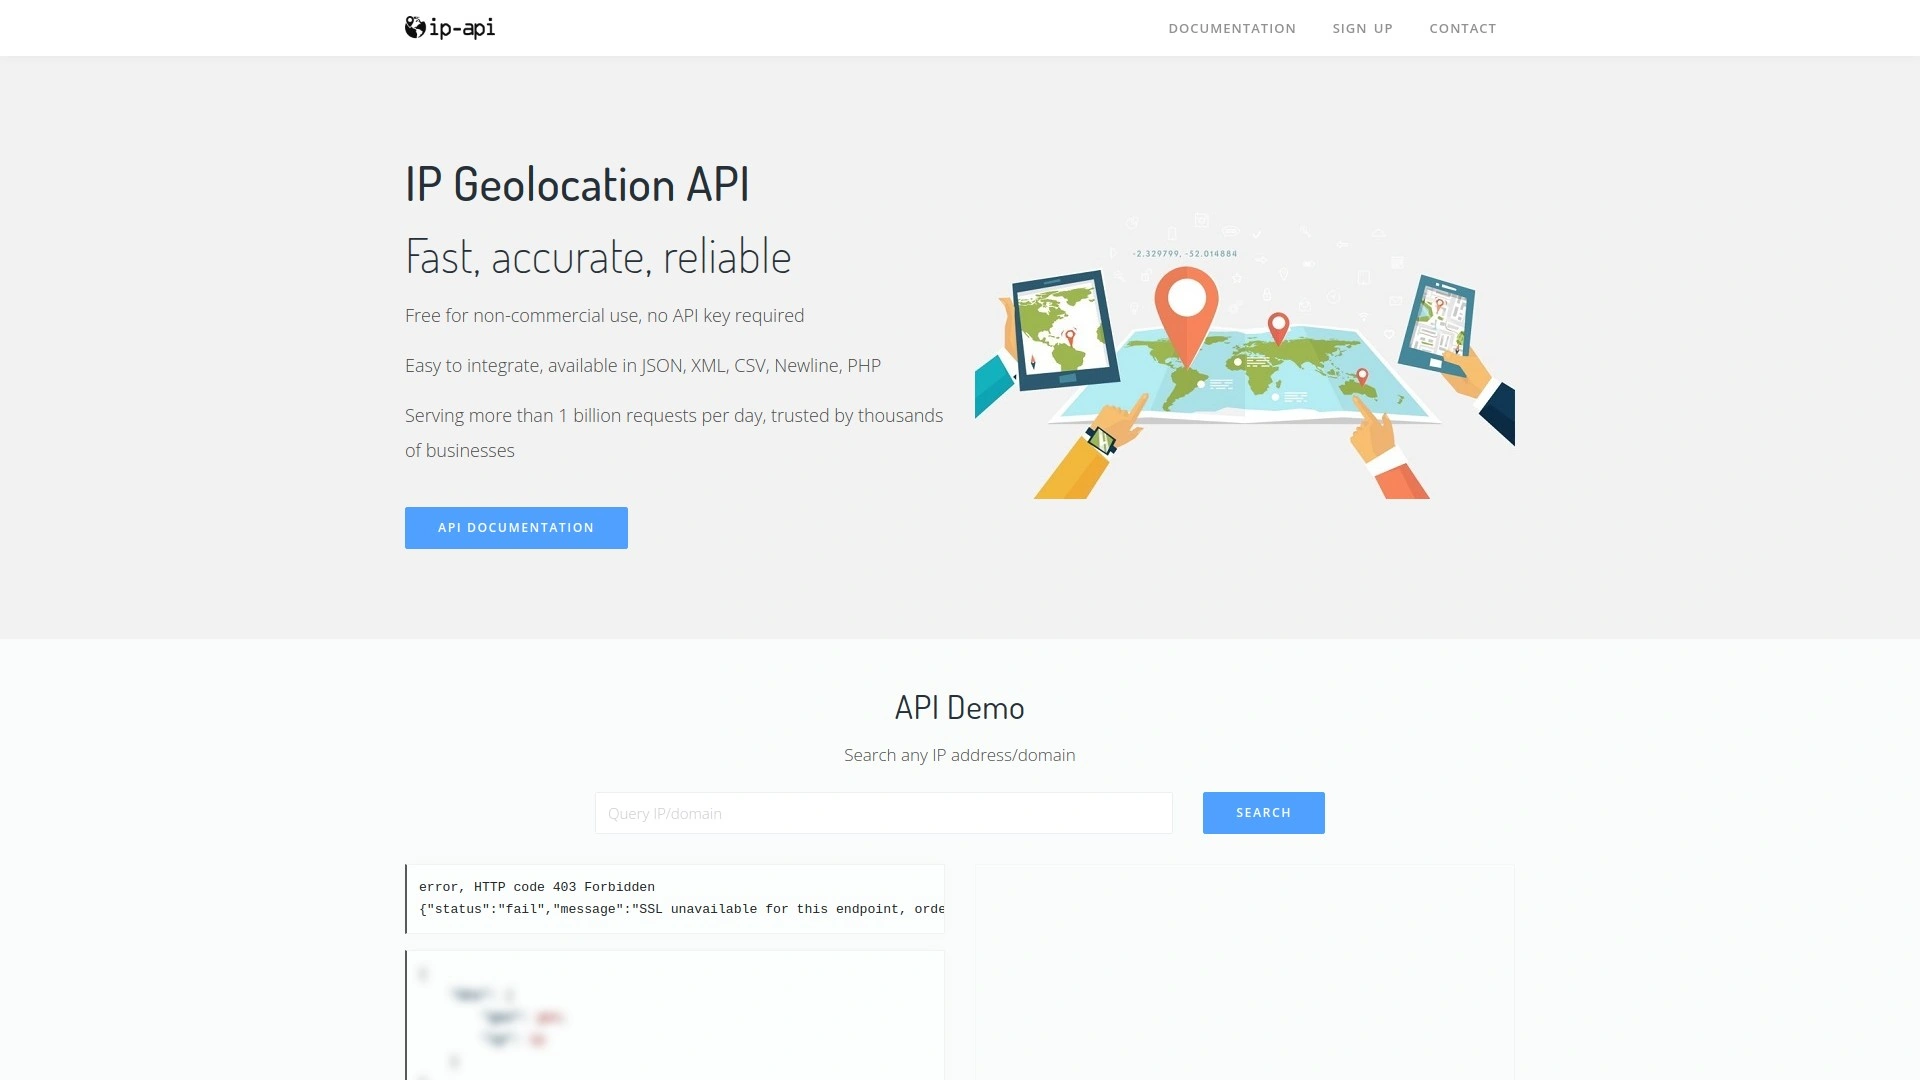 ip-api
DOCUMENTATION
SIGN UP
CONTACT
IP Geolocation API
Fast, accurate, reliable
Free for non-commercial use, no API key required
Easy to integrate, available in JSON, XML, CSV, Newline, PHP
Serving more than 1 billion requests per day, trusted by thousands
of businesses
API DOCUMENTATION
-2.329799, -52.014884
API Demo
Search any IP address/domain
Query IP/domain
SEARCH
error, HTTP code 403 Forbidden
{"status":"fail","message":"SSL unavailable for this endpoint, orde